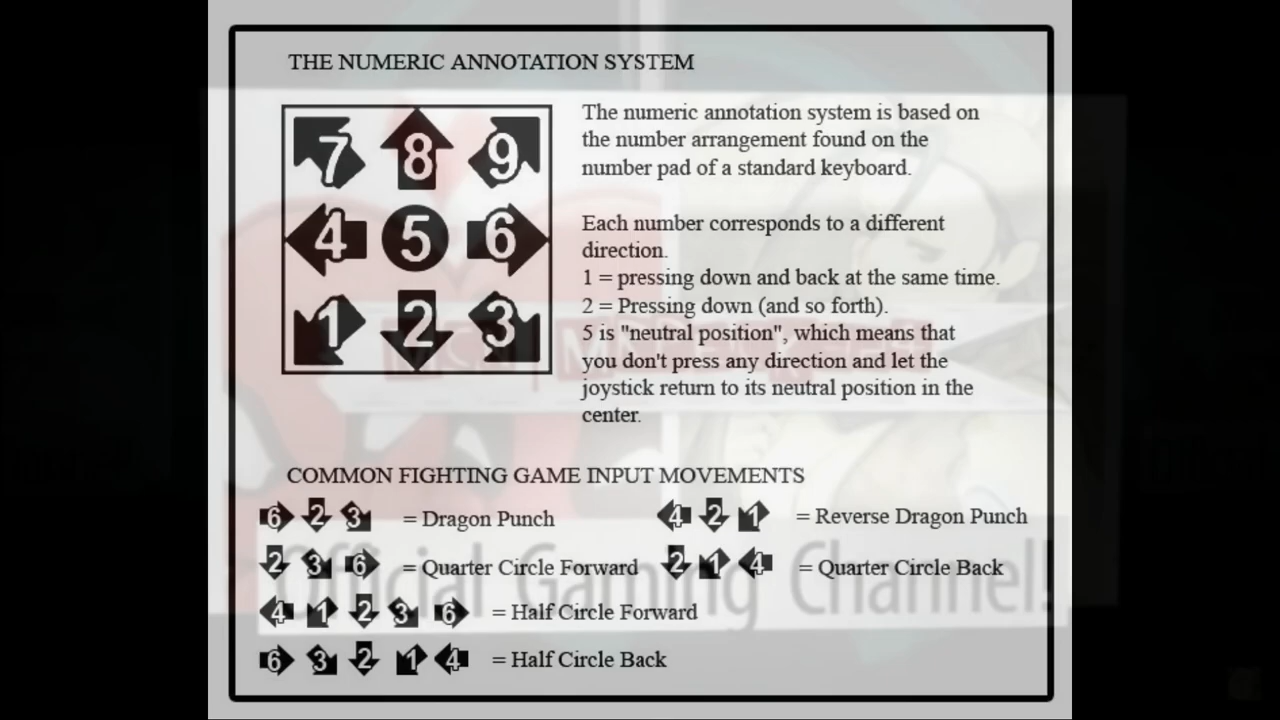 THE NUMERIC ANNOTATION SYSTEM
7 8 9
4 5 6
1 2 3
The numeric annotation system is based on
the number arrangement found on the
number pad of a standard keyboard.
Each number corresponds to a different
direction.
1 = pressing down and back at the same time.
2 = Pressing down (and so forth).
5 is "neutral position", which means that
you don't press any direction and let the
joystick return to its neutral position in the
center.
COMMON FIGHTING GAME INPUT MOVEMENTS
6 2 3 = Dragon Punch
4 2 1 = Reverse Dragon Punch
2 3 6 = Quarter Circle Forward
2 1 4 = Quarter Circle Back
4 1 2 3 6 = Half Circle Forward
6 3 2 1 4 = Half Circle Back
Official Gaming Channel!